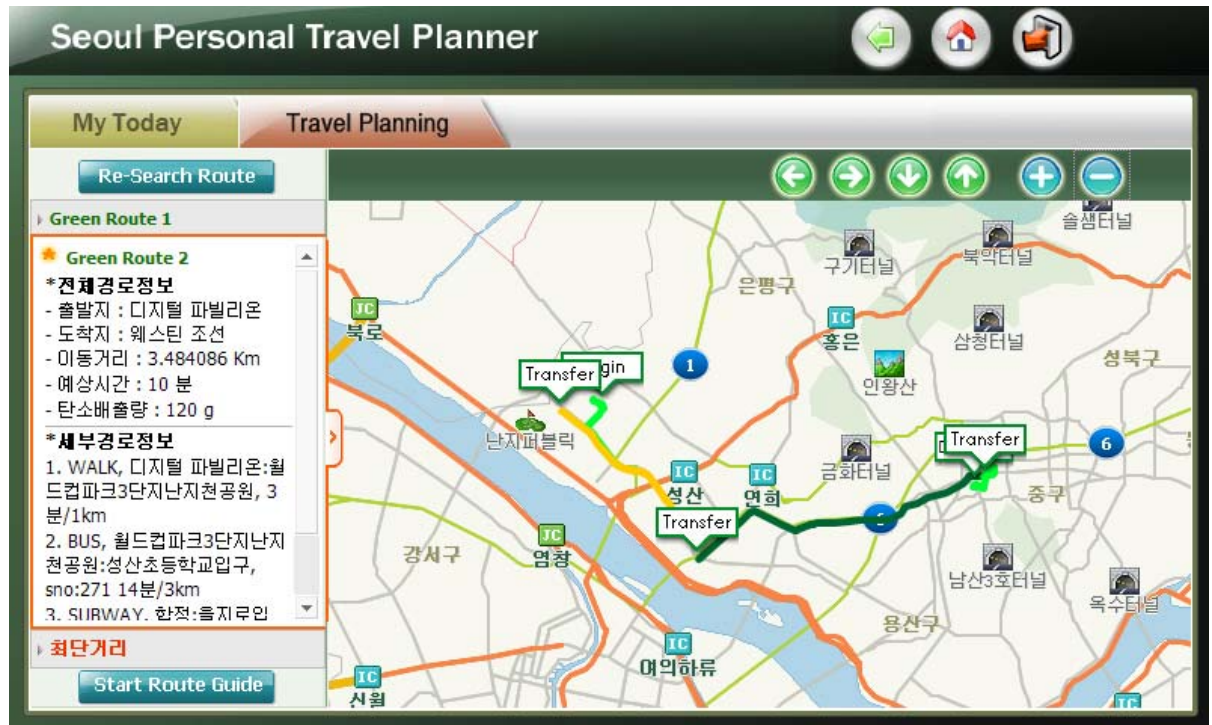 Seoul Personal Travel Planner
My Today
Travel Planning
Re-Search Route
Green Route 1
Green Route 2
*전체경로정보
- 출발지 : 디지털 파빌리온
- 도착지 : 웨스틴 조선
- 이동거리 : 3.484086 Km
- 예상시간 : 10 분
- 탄소배출량 : 120 g
*세부경로정보
1. WALK, 디지털 파빌리온:월
드컵파크3단지난지천공원, 3
분/1km
2. BUS, 월드컵파크3단지난지
천공원:성산초등학교입구,
sno:271 14분/3km
3. SUBWAY, 합정:을지로입
최단거리
Start Route Guide
솔샘터널
구기터널
북악터널
은평구
JC
북로
IC
홍은
삼청터널
성북구
Transfer
gin
1
인왕산
난지퍼블릭
Transfer
6
금화터널
IC
성산
IC
연희
중구
Transfer
6
JC
염창
강서구
남산3호터널
옥수터널
용산구
IC
여의하류
IC
신월
IC